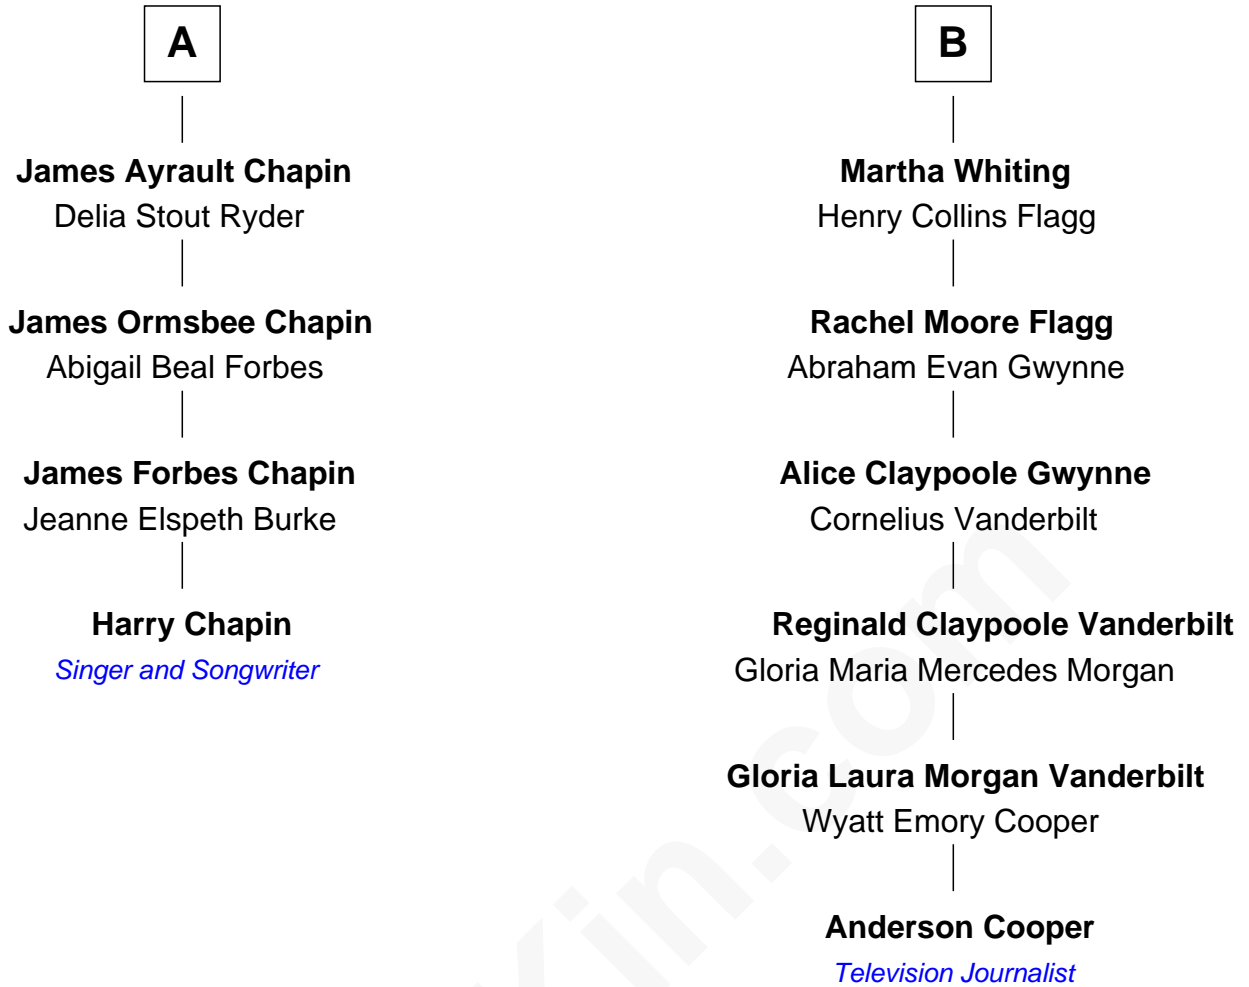 A
James Ayrault Chapin
Delia Stout Ryder
James Ormsbee Chapin
Abigail Beal Forbes
James Forbes Chapin
Jeanne Elspeth Burke
Harry Chapin
Singer and Songwriter
B
Martha Whiting
Henry Collins Flagg
Rachel Moore Flagg
Abraham Evan Gwynne
Alice Claypoole Gwynne
Cornelius Vanderbilt
Reginald Claypoole Vanderbilt
Gloria Maria Mercedes Morgan
Gloria Laura Morgan Vanderbilt
Wyatt Emory Cooper
Anderson Cooper
Television Journalist
Kin.com